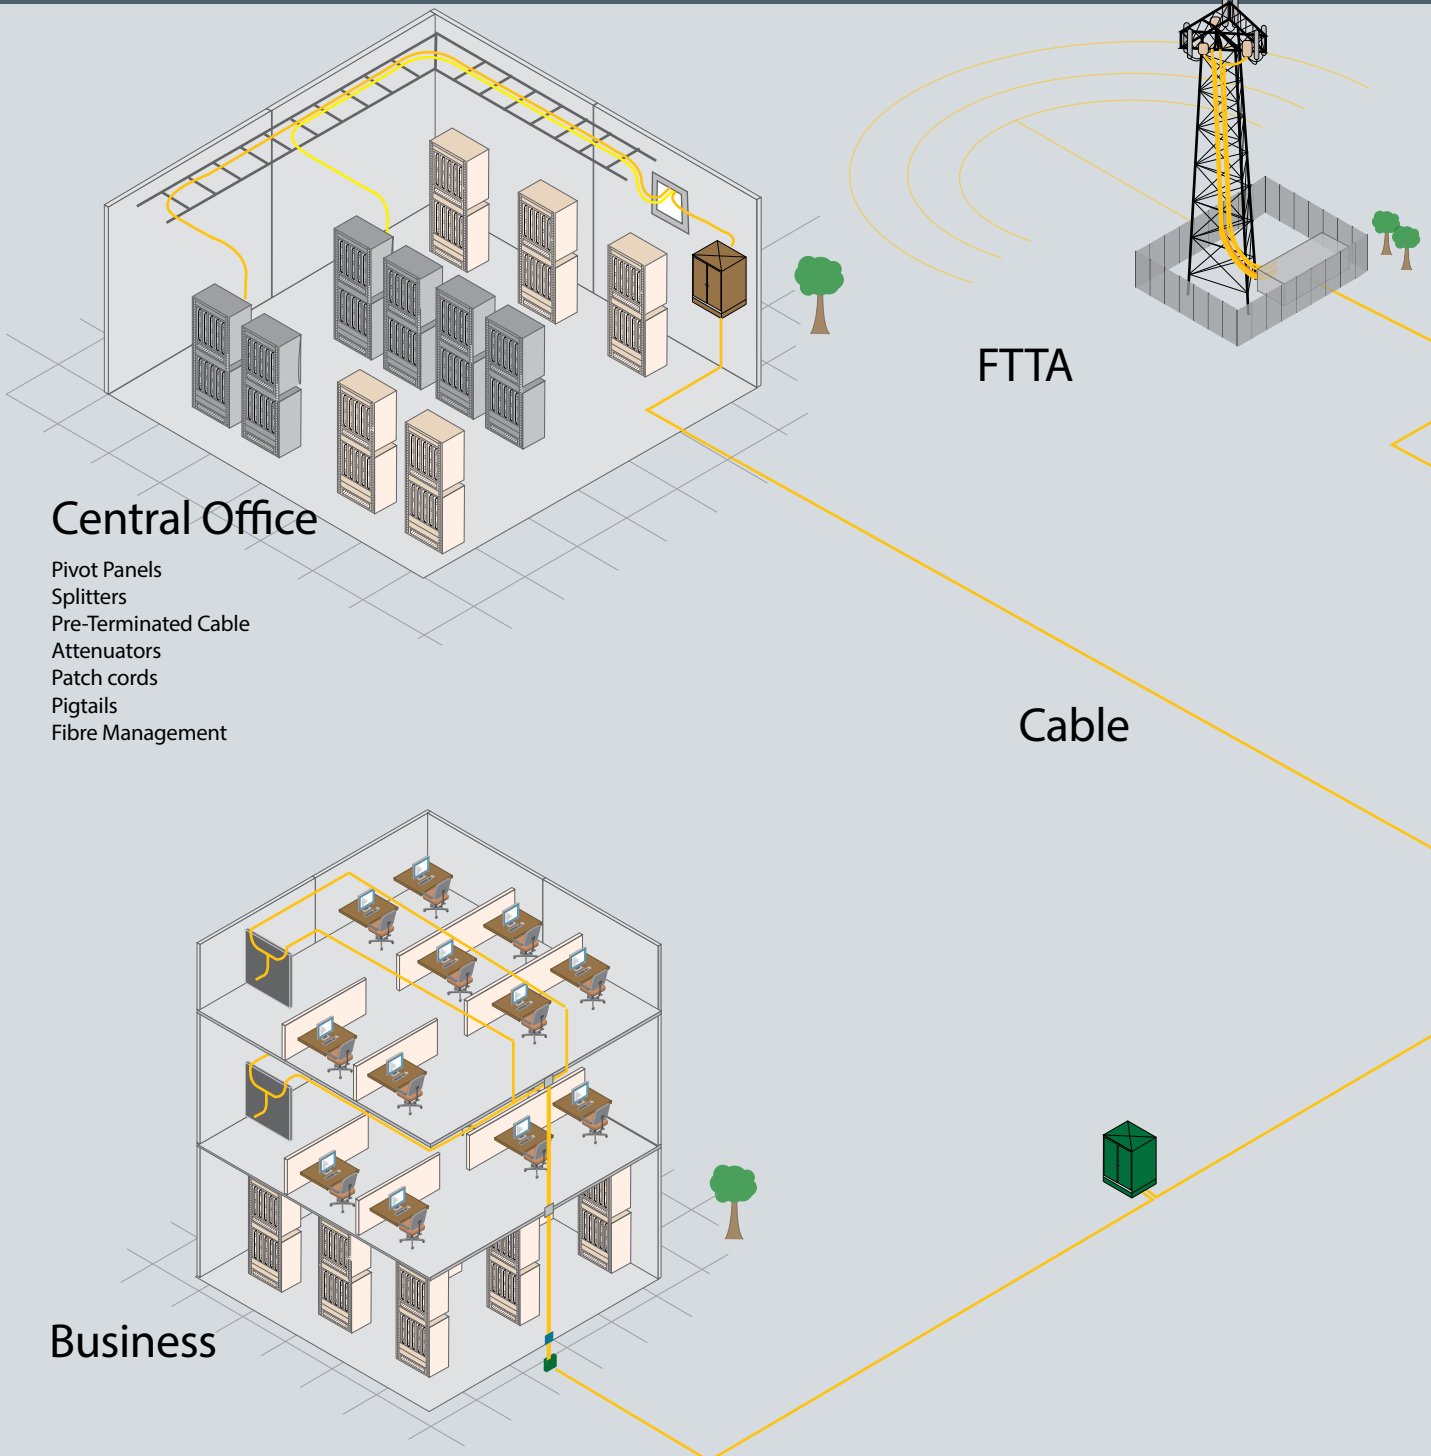 FTTA
Central Office
Pivot Panels
Splitters
Pre-Terminated Cable
Attenuators
Patch cords
Pigtails
Fibre Management
Cable
Business